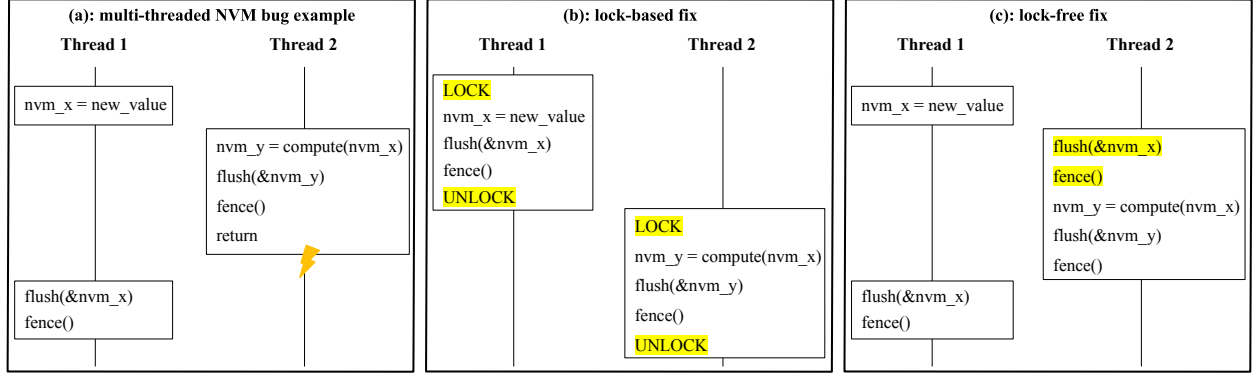 (a): multi-threaded NVM bug example
Thread 1
Thread 2
nvm_x = new_value
nvm_y = compute(nvm_x)
flush(&nvm_y)
fence()
return
flush(&nvm_x)
fence()
(b): lock-based fix
Thread 1
Thread 2
LOCK
nvm_x = new_value
flush(&nvm_x)
fence()
UNLOCK
LOCK
nvm_y = compute(nvm_x)
flush(&nvm_y)
fence()
UNLOCK
(c): lock-free fix
Thread 1
Thread 2
nvm_x = new_value
flush(&nvm_x)
fence()
nvm_y = compute(nvm_x)
flush(&nvm_y)
fence()
flush(&nvm_x)
fence()